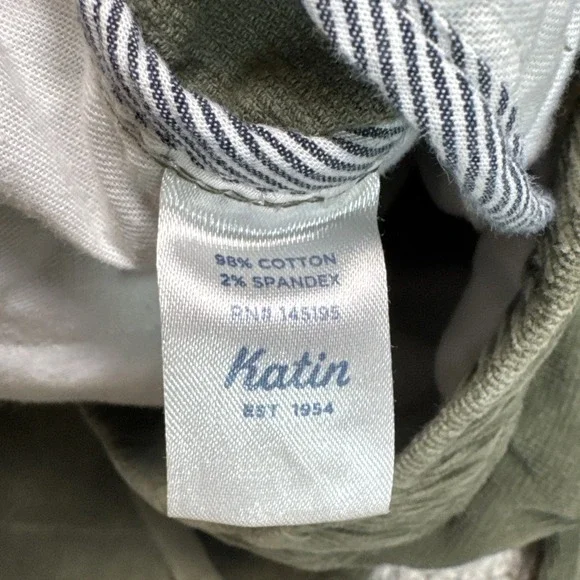 98% COTTON
2% SPANDEX
RN# 145195
Katin
EST 1954